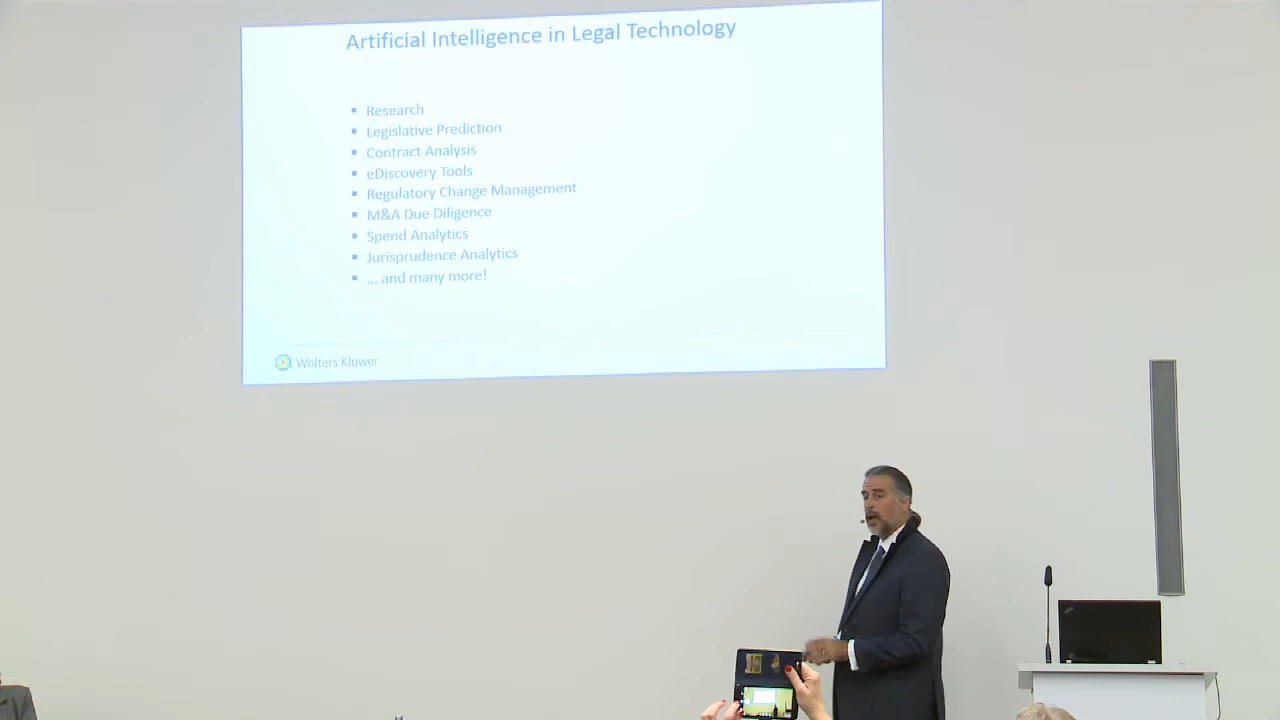 Artificial Intelligence in Legal Technology
Research
Legislative Prediction
Contract Analysis
eDiscovery Tools
Regulatory Change Management
M&A Due Diligence
Spend Analytics
Jurisprudence Analytics
... and many more!
Wolters Kluwer